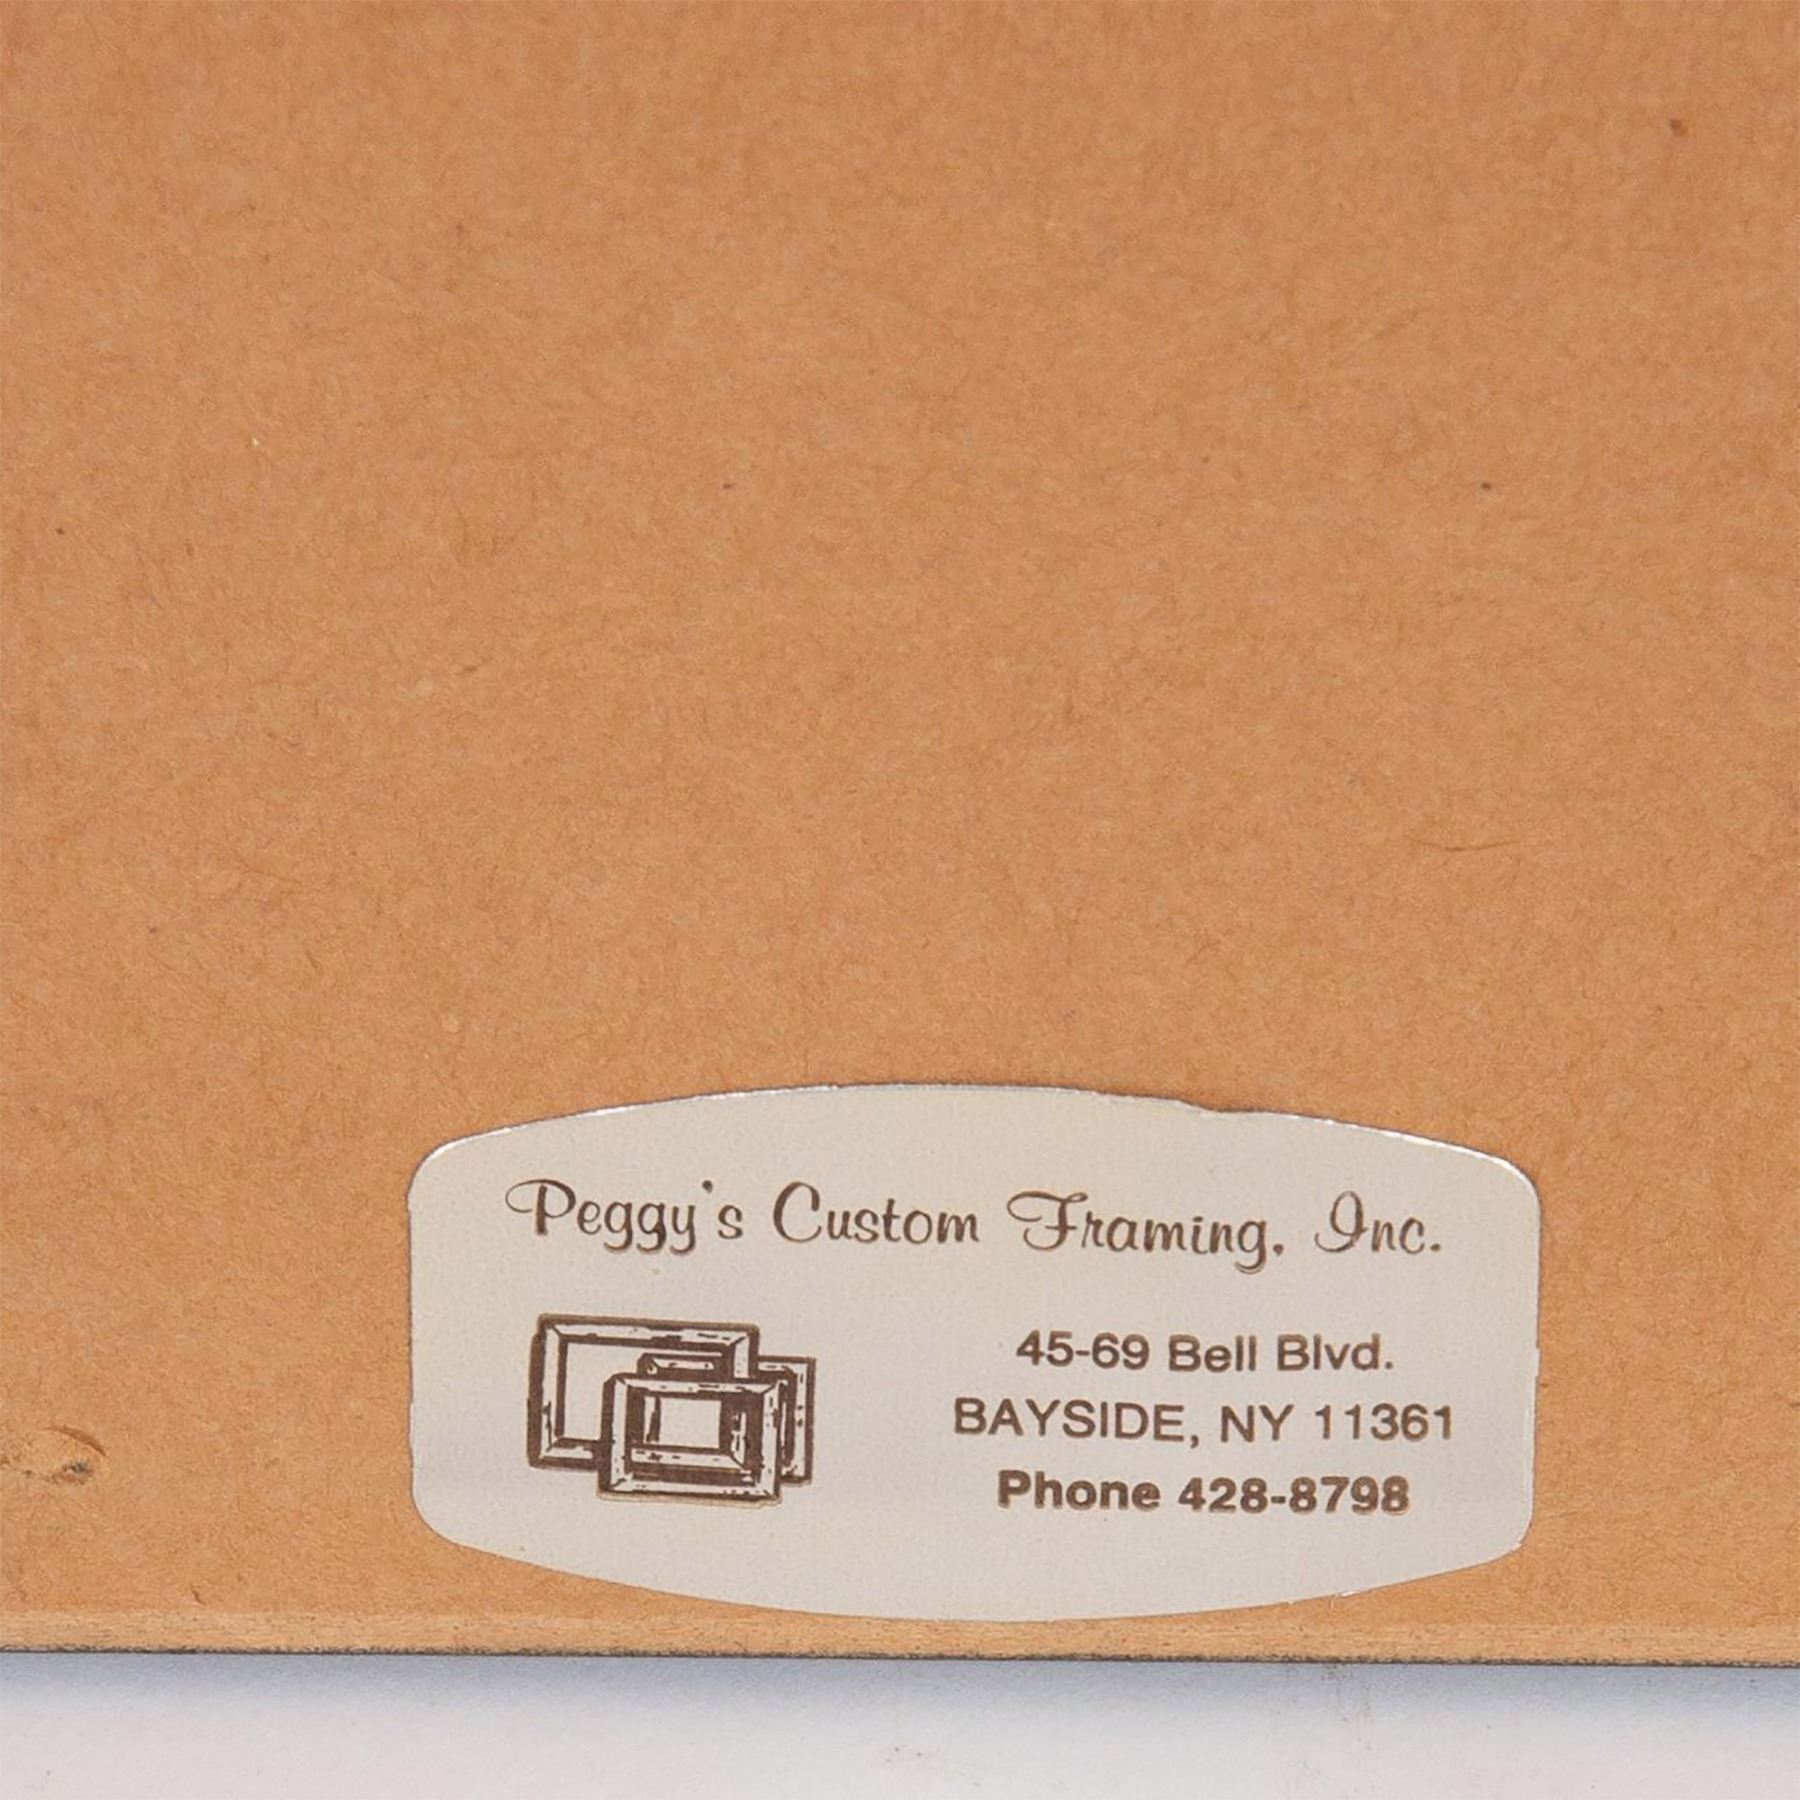 Peggy's Custom Framing, Inc.
45-69 Bell Blvd.
BAYSIDE, NY 11361
Phone 428-8798